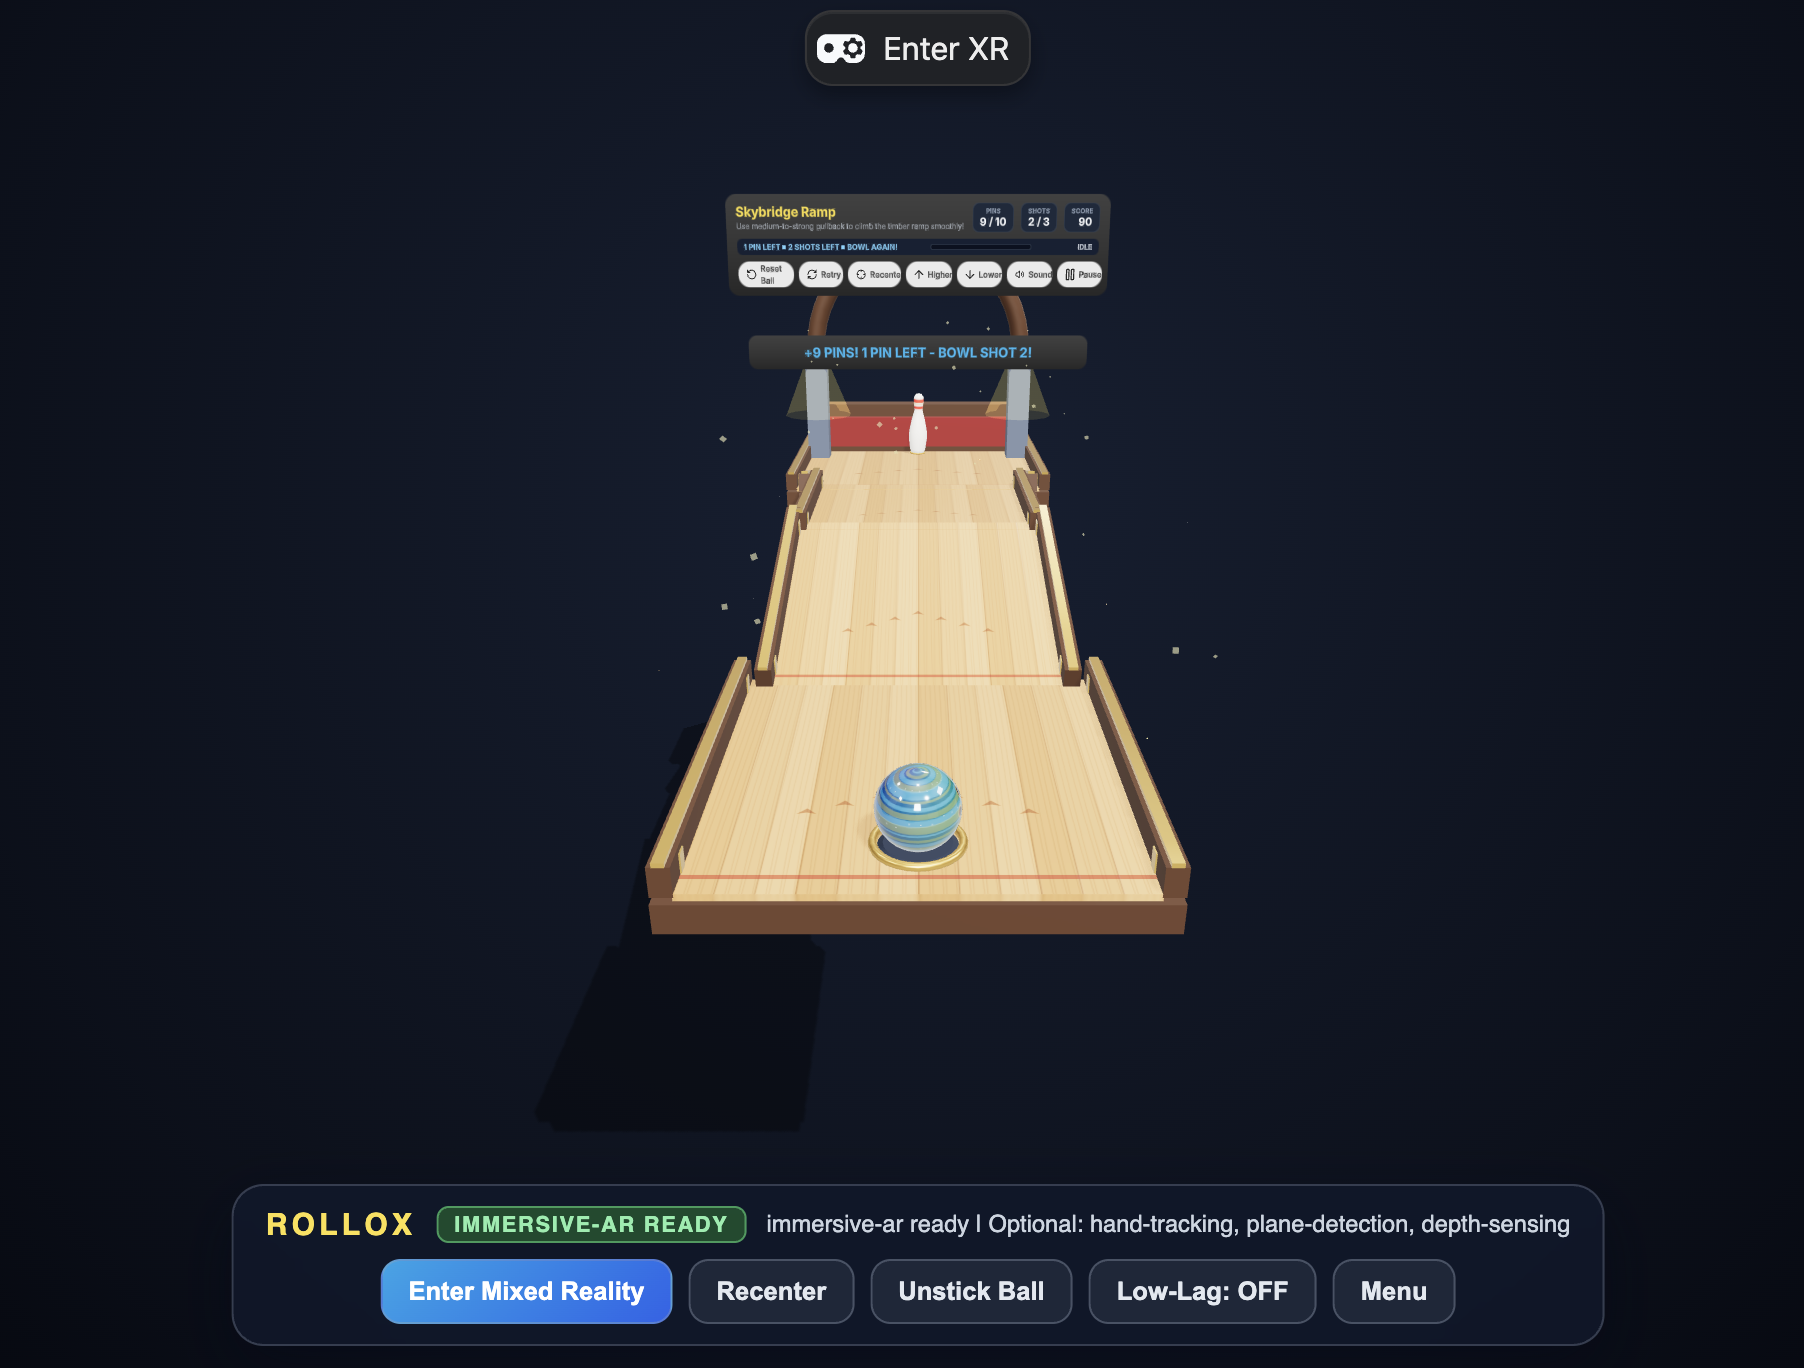 Enter XR
Skybridge Ramp
Use medium-to-strong pullback to climb the timber ramp smoothly!
PINS
9 / 10
SHOTS
2 / 3
SCORE
90
1 PIN LEFT • 2 SHOTS LEFT • BOWL AGAIN!
IDLE
Reset Ball
Retry
Recente
Higher
Lower
Sound
Pause
+9 PINS! 1 PIN LEFT - BOWL SHOT 2!
ROLLOX
IMMERSIVE-AR READY
immersive-ar ready | Optional: hand-tracking, plane-detection, depth-sensing
Enter Mixed Reality
Recenter
Unstick Ball
Low-Lag: OFF
Menu